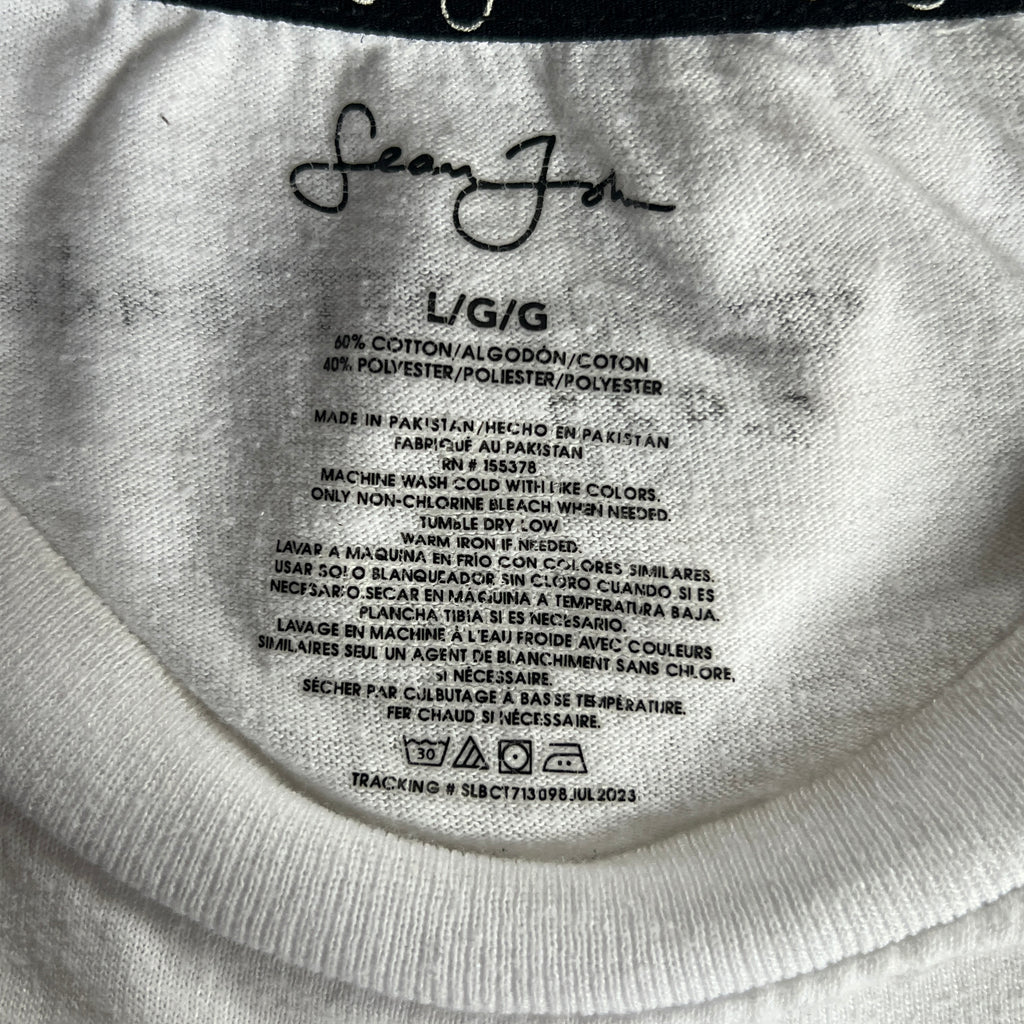 Sean John
L/G/G
60% COTTON/ALGODÓN/COTON
40% POLYESTER/POLIESTER/POLYESTER
MADE IN PAKISTAN/HECHO EN PAKISTÁN
FABRIQUÉ AU PAKISTAN
RN # 155378
MACHINE WASH COLD WITH LIKE COLORS.
ONLY NON-CHLORINE BLEACH WHEN NEEDED.
TUMBLE DRY LOW
WARM IRON IF NEEDED.
LAVAR A MAQUINA EN FRÍO CON COLORES SIMILARES.
USAR SOLO BLANQUEADOR SIN CLORO CUANDO SI ES
NECESARIO.SECAR EN MÁQUINA A TEMPERATURA BAJA.
PLANCHA TIBIA SI ES NECESARIO.
LAVAGE EN MACHINE À L'EAU FROIDE AVEC COULEURS
SIMILAIRES SEUL UN AGENT DE BLANCHIMENT SANS CHLORE,
SI NÉCESSAIRE.
SÉCHER PAR CULBUTAGE À BASSE TEMPÉRATURE.
FER CHAUD SI NÉCESSAIRE.
30
TRACKING # SLBCT713098JUL2023